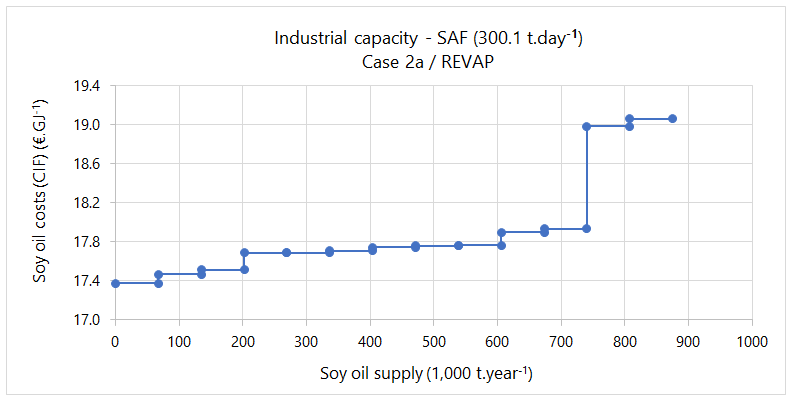 Industrial capacity - SAF (300.1 t.day⁻¹)
Case 2a / REVAP
Soy oil costs (CIF) (€.GJ⁻¹)
19.4
19.0
18.6
18.2
17.8
17.4
17.0
0 100 200 300 400 500 600 700 800 900 1000
Soy oil supply (1,000 t.year⁻¹)